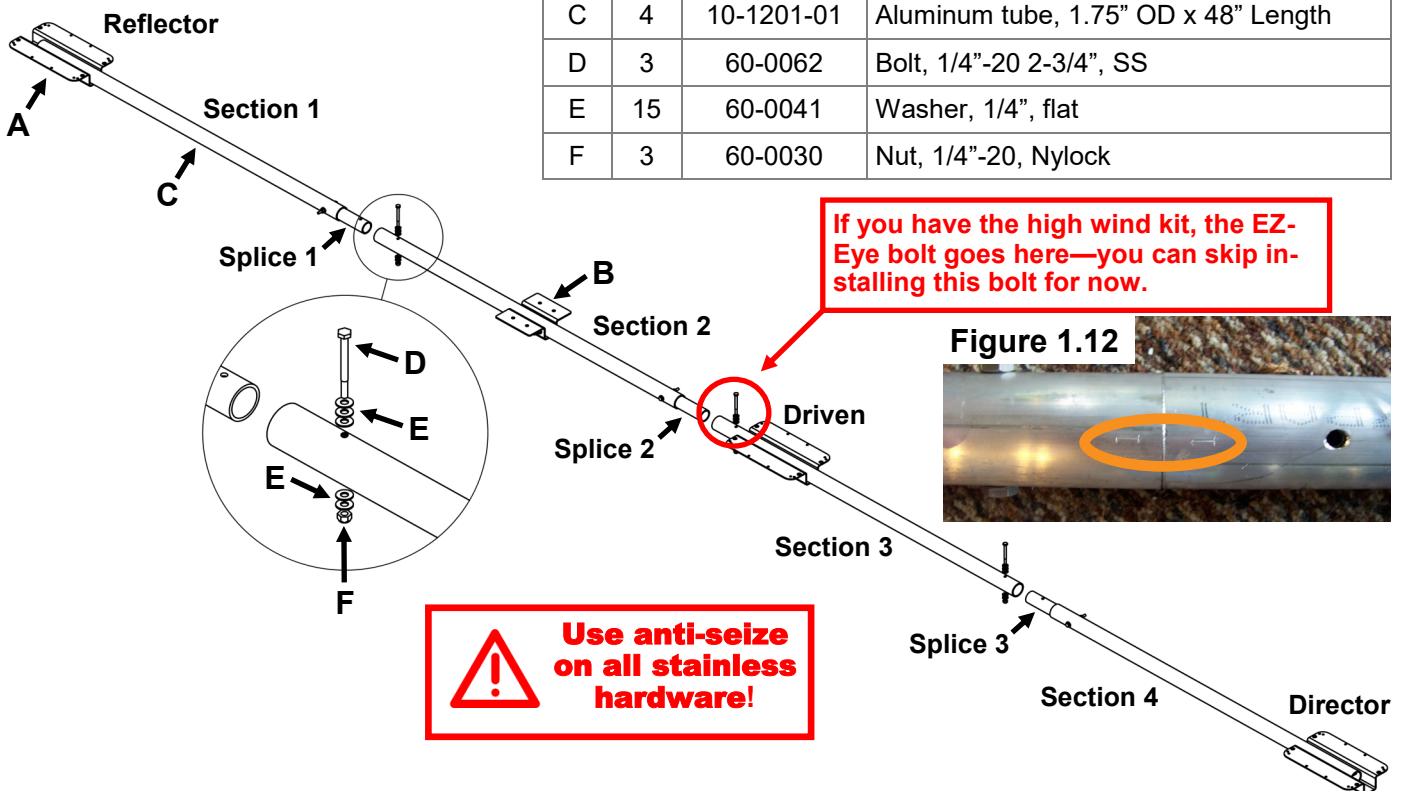 Reflector
C 4 10-1201-01 Aluminum tube, 1.75” OD x 48” Length
D 3 60-0062 Bolt, 1/4”-20 2-3/4”, SS
E 15 60-0041 Washer, 1/4”, flat
F 3 60-0030 Nut, 1/4”-20, Nylock
A
Section 1
C
Splice 1
If you have the high wind kit, the EZ-
Eye bolt goes here—you can skip in-
stalling this bolt for now.
B
Section 2
Figure 1.12
D
E
E
F
Driven
Splice 2
Section 3
Use anti-seize
on all stainless
hardware!
Splice 3
Section 4
Director